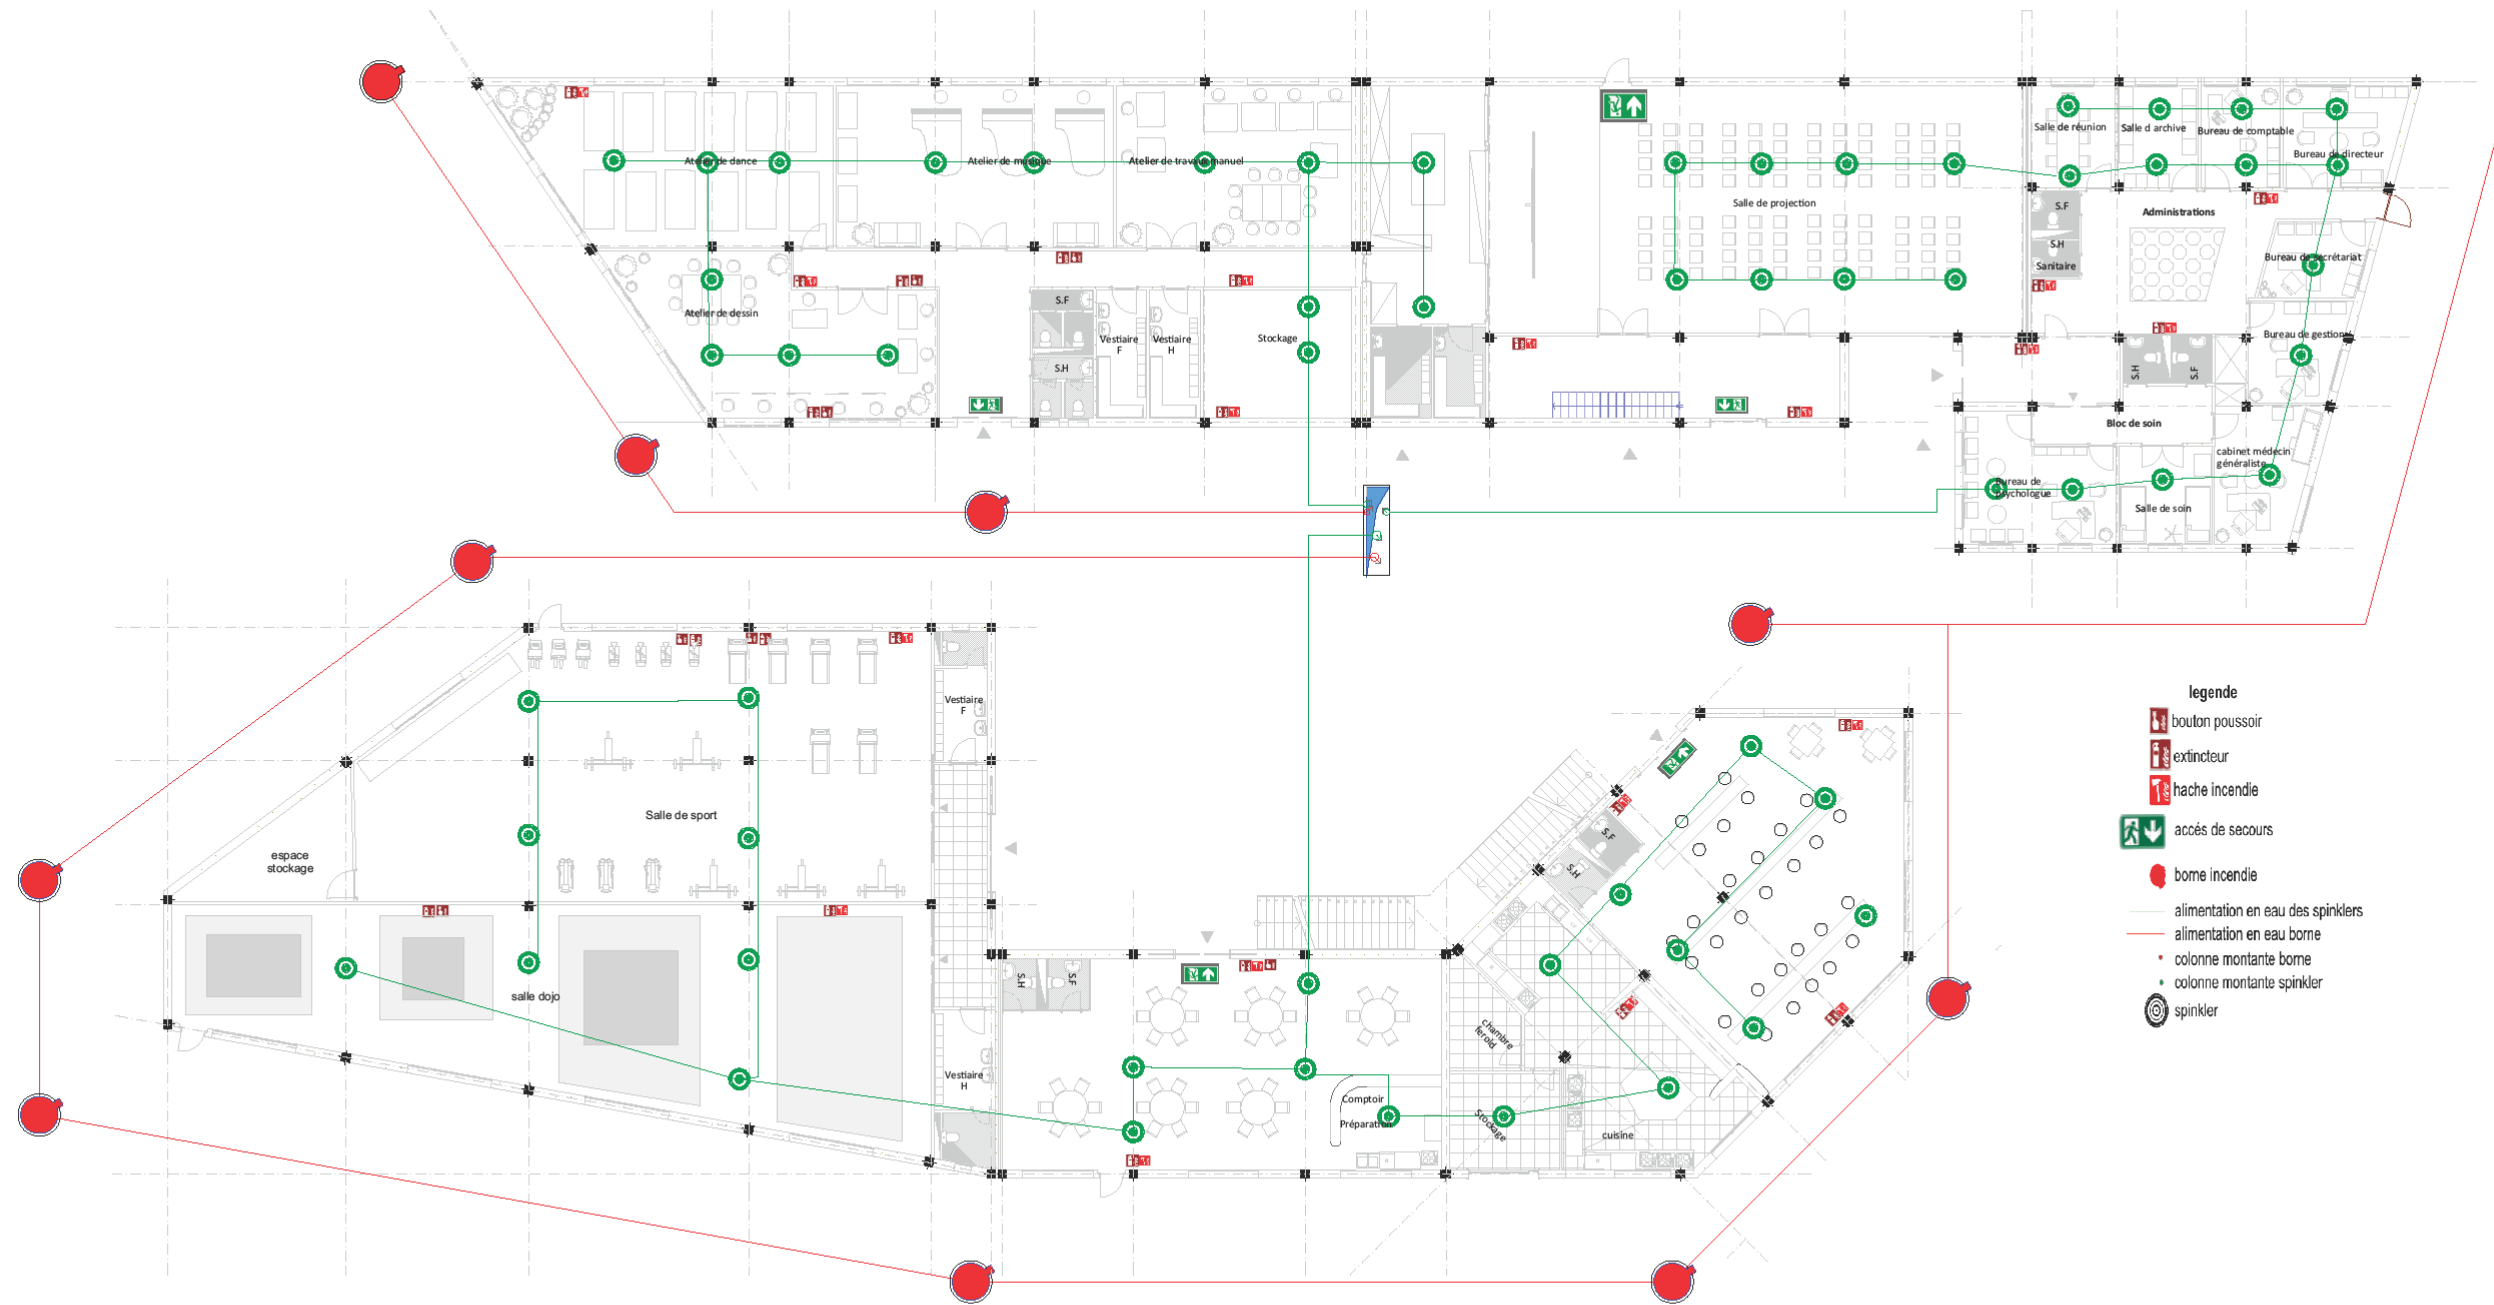 Atelier de dance
Atelier de musique
Atelier de travaux manuel
Salle de réunion
Salle d archive
Bureau de comptable
Bureau de directeur
Salle de projection
S.F
S.H
Sanitaire
Administrations
Bureau de secrétariat
Bureau de gestion
Atelier de dessin
S.F
S.H
Vestiaire
F
Vestiaire
H
Stockage
S.H
S.F
Bloc de soin
cabinet médecin
généraliste
Bureau de
psychologue
Salle de soin
Vestiaire
F
Salle de sport
espace
stockage
salle dojo
Vestiaire
H
S.H
S.F
S.F
S.H
chambre
feroid
Comptoir
Préparation
Stockage
cuisine
legende
bouton poussoir
extincteur
hache incendie
accés de secours
borne incendie
alimentation en eau des spinklers
alimentation en eau borne
colonne montante borne
colonne montante spinkler
spinkler